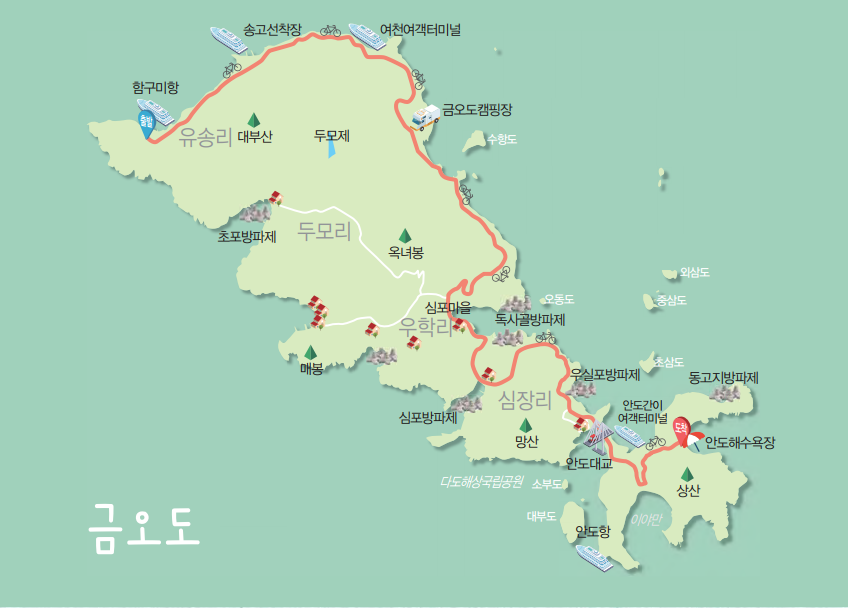 송고선착장
여천여객터미널
함구미항
출발
금오도캠핑장
유송리
대부산
두모제
수항도
초포방파제
두모리
옥녀봉
외삼도
중삼도
오동도
심포마을
독사골방파제
우학리
매봉
초삼도
우실포방파제
동고지방파제
심장리
심포방파제
안도간이
여객터미널
도착
망산
안도해수욕장
안도대교
상산
다도해상국립공원
소부도
대부도
이야만
안도항
금오도